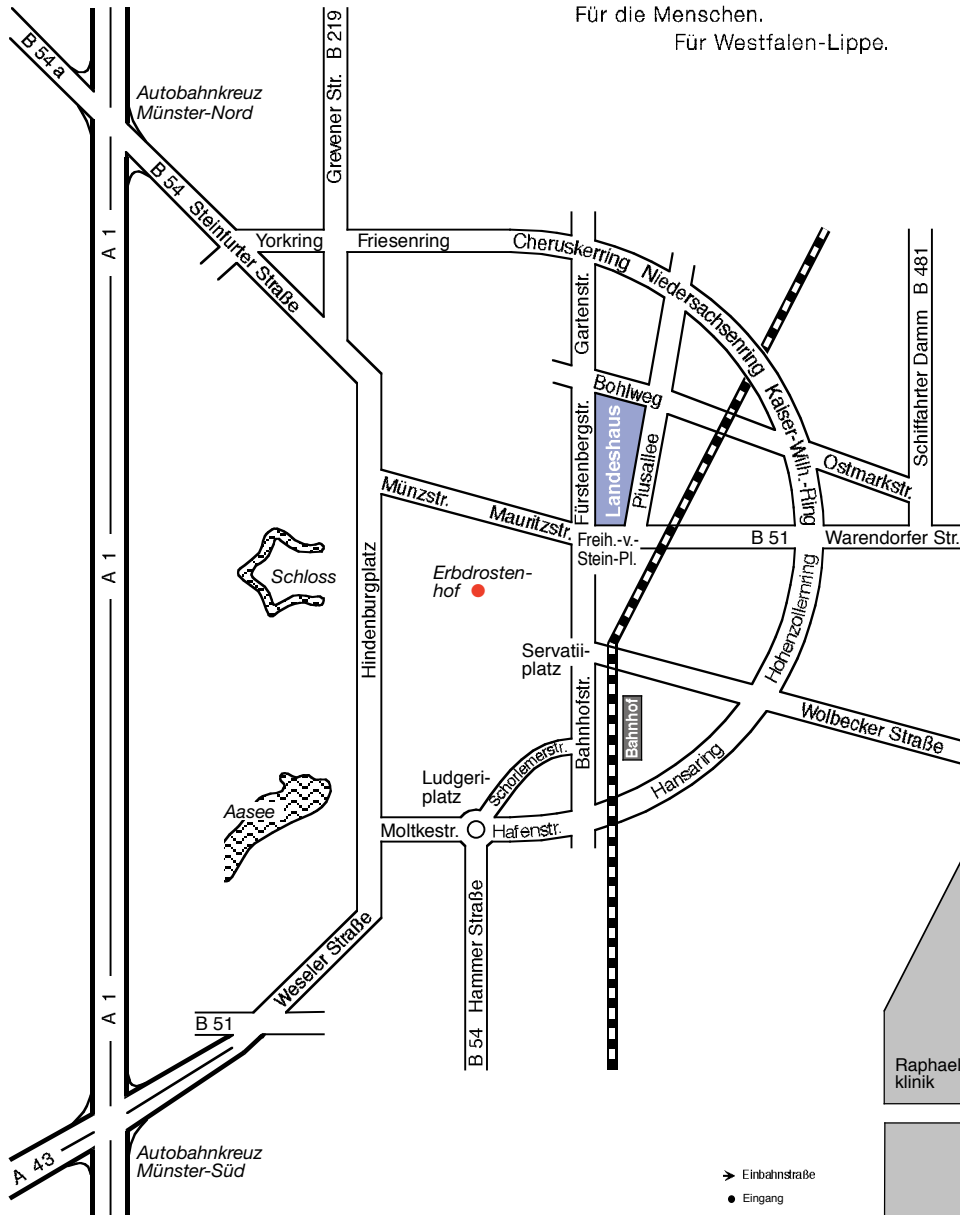 Für die Menschen.
Für Westfalen-Lippe.
B 54 a
Autobahnkreuz
Münster-Nord
Grevener Str. B 219
B 54 Steinfurter Straße
A 1
Yorkring
Friesenring
Cheruskerring
Niedersachsenring
Gartenstr.
Schiffahrter Damm B 481
Bohlweg
Kaiser-Wilh.-Ring
Fürstenbergstr.
Landeshaus
Piusallee
Ostmarkstr.
Münzstr.
Mauritzstr.
Freih.-v.-
Stein-Pl.
B 51
Warendorfer Str.
A 1
Schloss
Erbdrosten-
hof
Hindenburgplatz
Hohenzollernring
Servatii-
platz
Bahnhofstr.
Bahnhof
Wolbecker Straße
Schorlemerstr.
Hansaring
Ludgeri-
platz
Aasee
Moltkestr.
Hafenstr.
B 54 Hammer Straße
Weseler Straße
A 1
B 51
Raphael
klinik
A 43
Autobahnkreuz
Münster-Süd
Einbahnstraße
Eingang